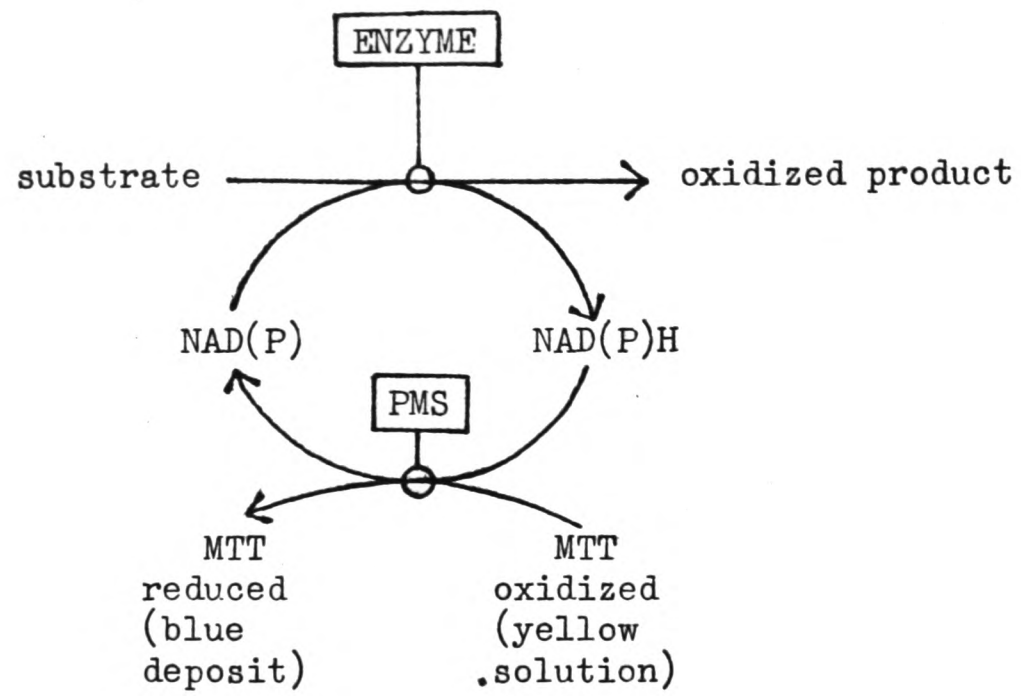 ENZYME
substrate
oxidized product
NAD(P)
NAD(P)H
PMS
MTT
reduced
(blue
deposit)
MTT
oxidized
(yellow
.solution)